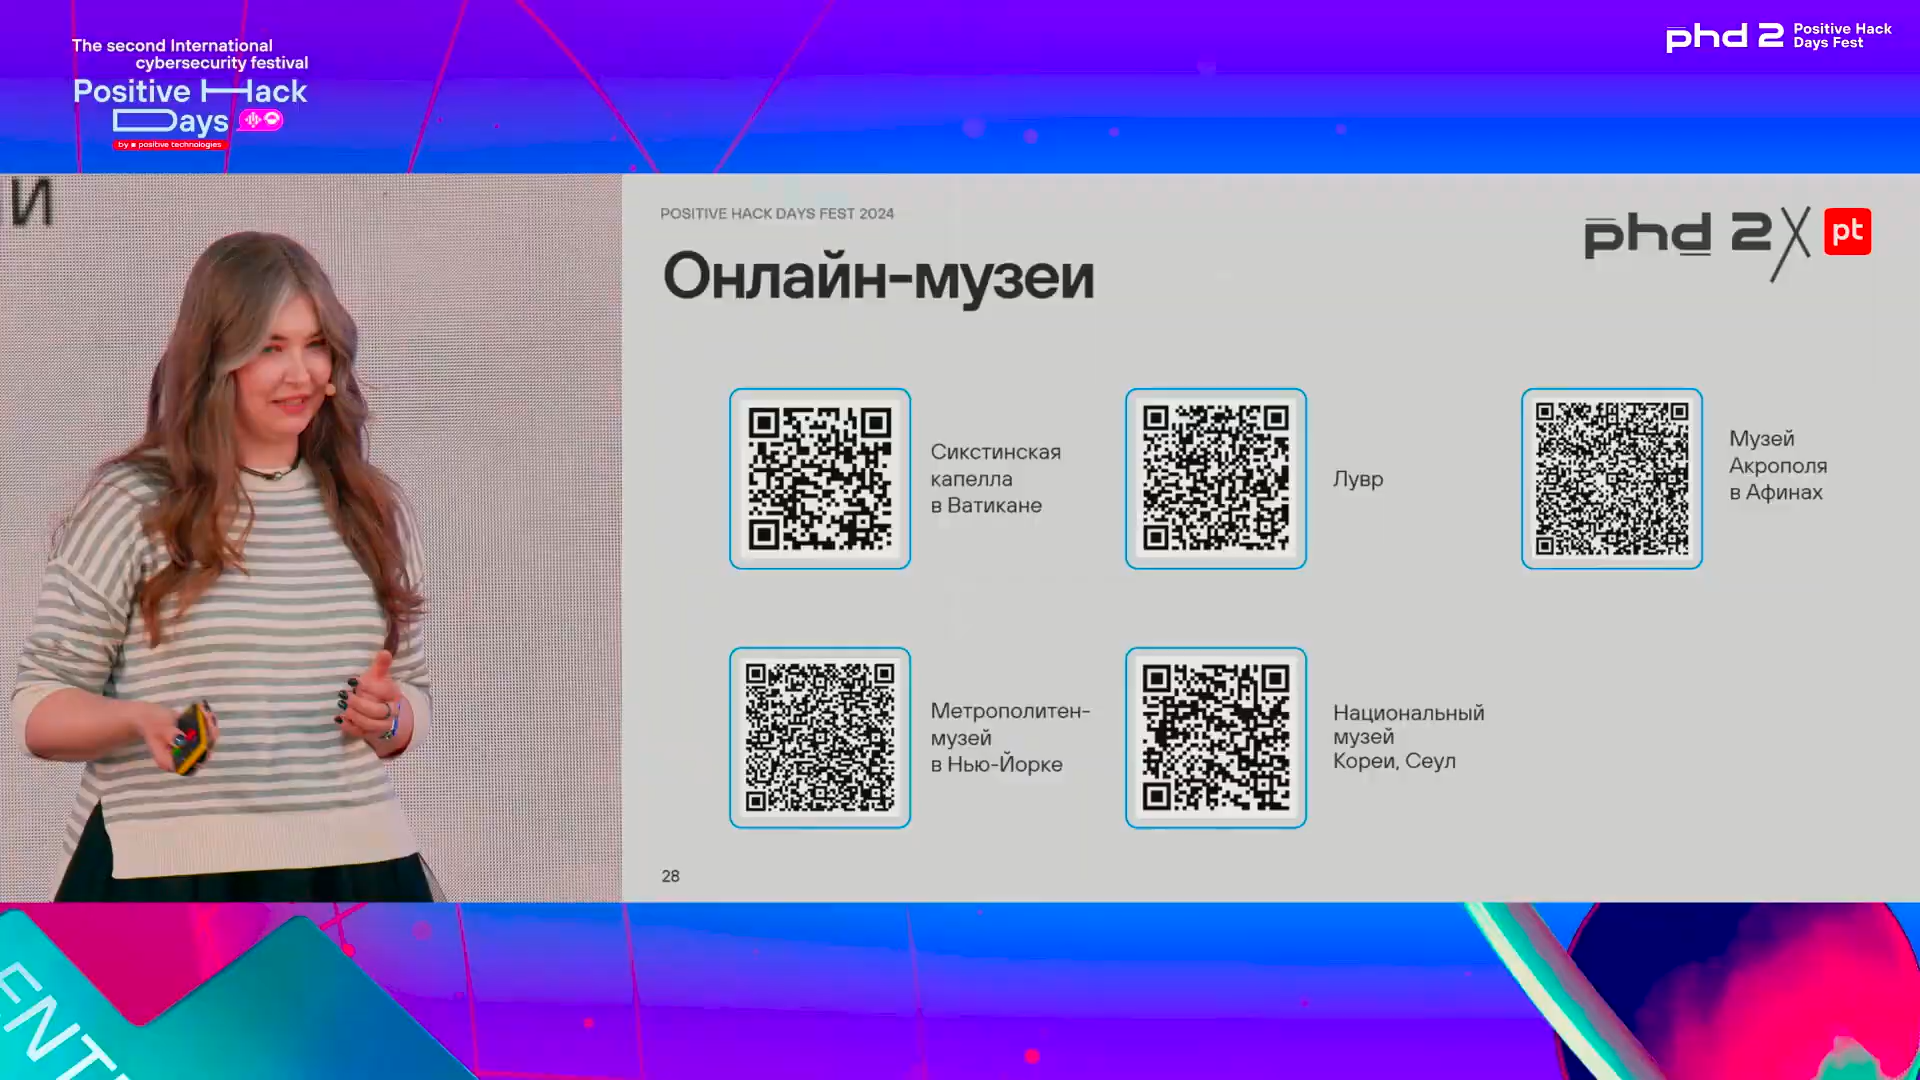 The second International
cybersecurity festival
Positive Hack
Days
by positive technologies
phd 2 Positive Hack
Days Fest
И
POSITIVE HACK DAYS FEST 2024
phd 2 pt
Онлайн-музеи
Сикстинская
капелла
в Ватикане
Лувр
Музей
Акрополя
в Афинах
Метрополитен-
музей
в Нью-Йорке
Национальный
музей
Кореи, Сеул
28
ENT